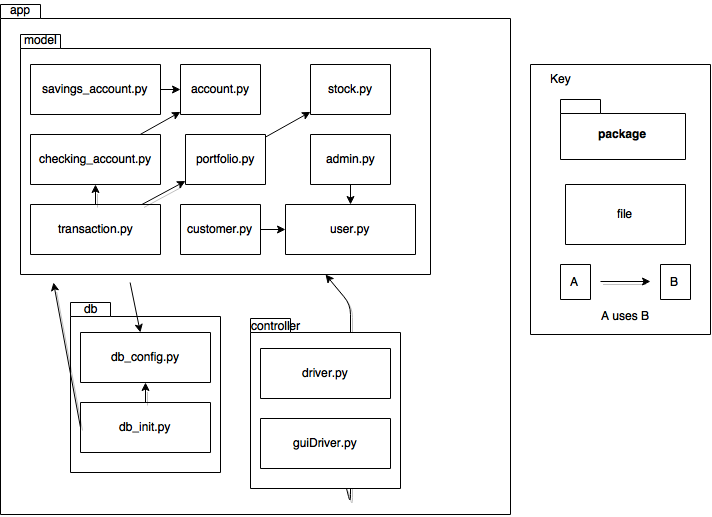 app
model
savings_account.py
account.py
stock.py
checking_account.py
portfolio.py
admin.py
transaction.py
customer.py
user.py
db
db_config.py
db_init.py
controller
driver.py
guiDriver.py
Key
package
file
A
B
A uses B